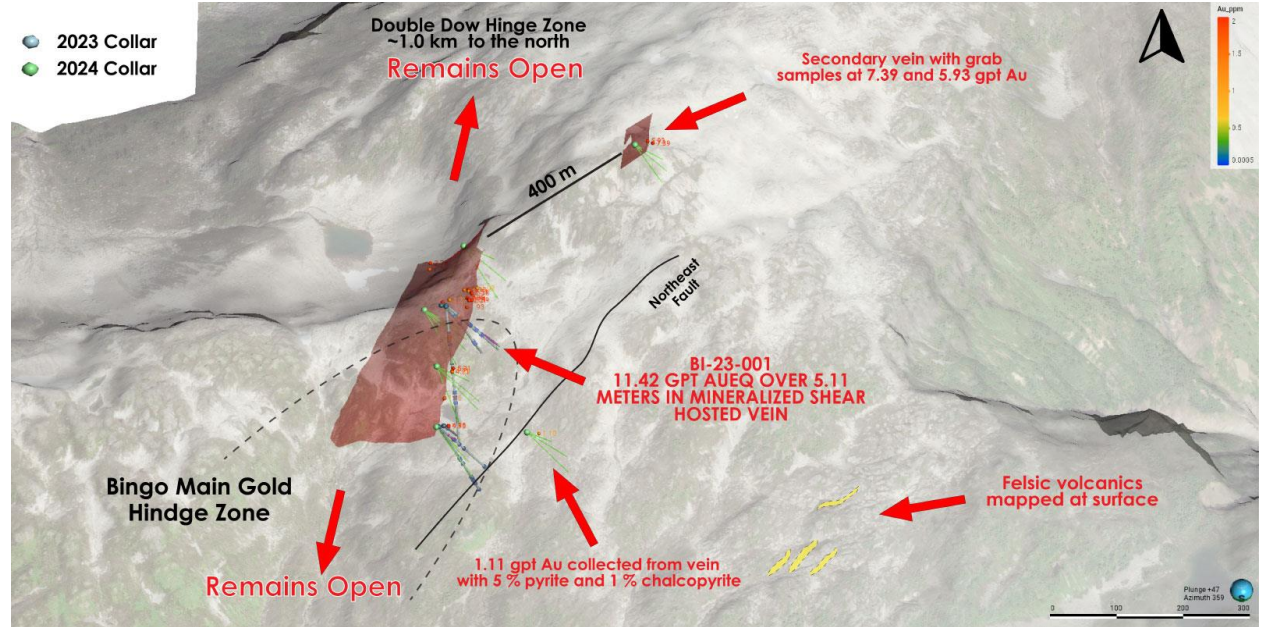 2023 Collar
2024 Collar
Double Dow Hinge Zone
~1.0 km to the north
Remains Open
Secondary vein with grab
samples at 7.39 and 5.93 gpt Au
Au_ppm
2
1.5
1
0.5
0.0005
400 m
Northeast
Fault
BI-23-001
11.42 GPT AUEQ OVER 5.11
METERS IN MINERALIZED SHEAR
HOSTED VEIN
Bingo Main Gold
Hindge Zone
Remains Open
1.11 gpt Au collected from vein
with 5 % pyrite and 1 % chalcopyrite
Felsic volcanics
mapped at surface
Plunge +47
Azimuth 359
0 100 200 300